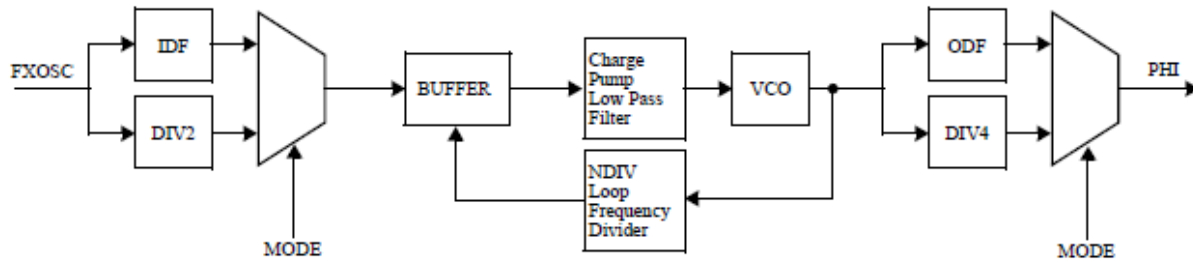 FXOSC
IDF
DIV2
MODE
BUFFER
Charge
Pump
Low Pass
Filter
VCO
NDIV
Loop
Frequency
Divider
ODF
DIV4
MODE
PHI